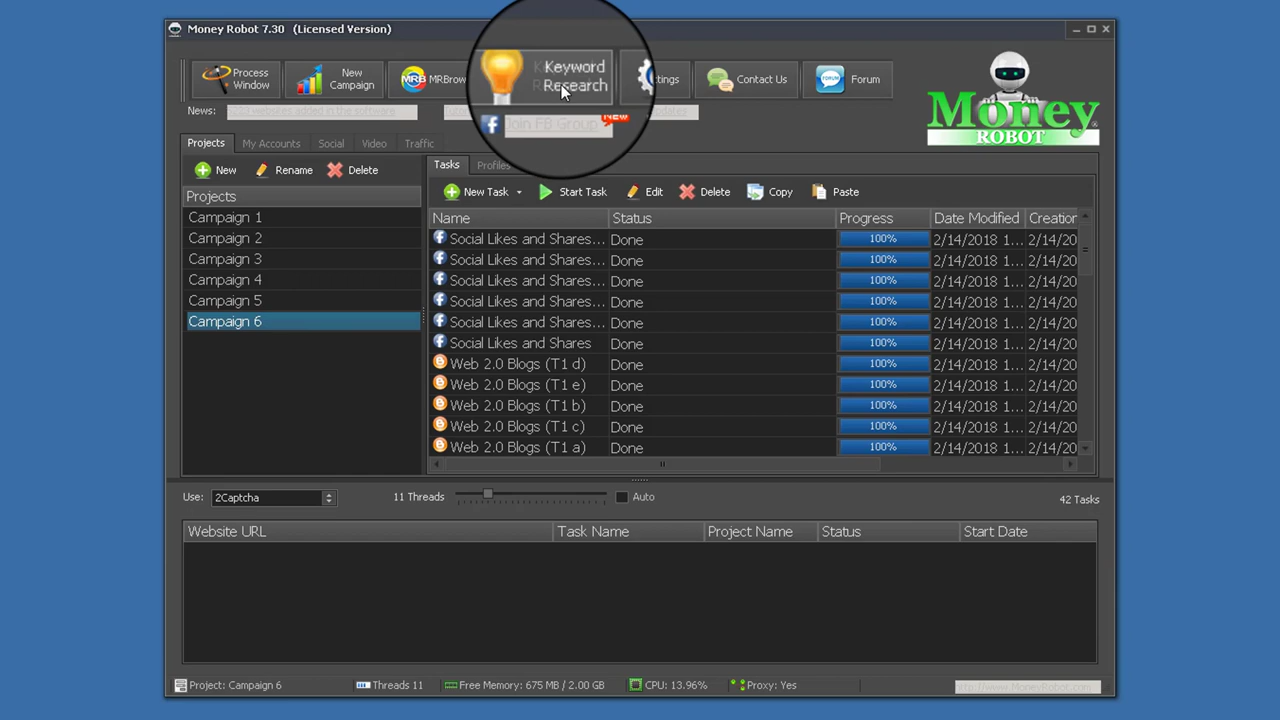 Money Robot 7.30 (Licensed Version)
Process Window
New Campaign
MRBrow
Keyword Research
tings
Contact Us
Forum
Money ROBOT
News:
websites added in the software
Join FB Group
New
Projects
My Accounts
Social
Video
Traffic
New
Rename
Delete
Projects
Campaign 1
Campaign 2
Campaign 3
Campaign 4
Campaign 5
Campaign 6
Tasks
Profiles
New Task
Start Task
Edit
Delete
Copy
Paste
Name Status Progress Date Modified Creation
Social Likes and Shares... Done 100% 2/14/2018 1... 2/14/20
Social Likes and Shares... Done 100% 2/14/2018 1... 2/14/20
Social Likes and Shares... Done 100% 2/14/2018 1... 2/14/20
Social Likes and Shares... Done 100% 2/14/2018 1... 2/14/20
Social Likes and Shares... Done 100% 2/14/2018 1... 2/14/20
Social Likes and Shares Done 100% 2/14/2018 1... 2/14/20
Web 2.0 Blogs (T1 d) Done 100% 2/14/2018 1... 2/14/20
Web 2.0 Blogs (T1 e) Done 100% 2/14/2018 1... 2/14/20
Web 2.0 Blogs (T1 b) Done 100% 2/14/2018 1... 2/14/20
Web 2.0 Blogs (T1 c) Done 100% 2/14/2018 1... 2/14/20
Web 2.0 Blogs (T1 a) Done 100% 2/14/2018 1... 2/14/20
Use: 2Captcha 11 Threads Auto 42 Tasks
Website URL Task Name Project Name Status Start Date
Project: Campaign 6 Threads 11 Free Memory: 675 MB / 2.00 GB CPU: 13.96% Proxy: Yes